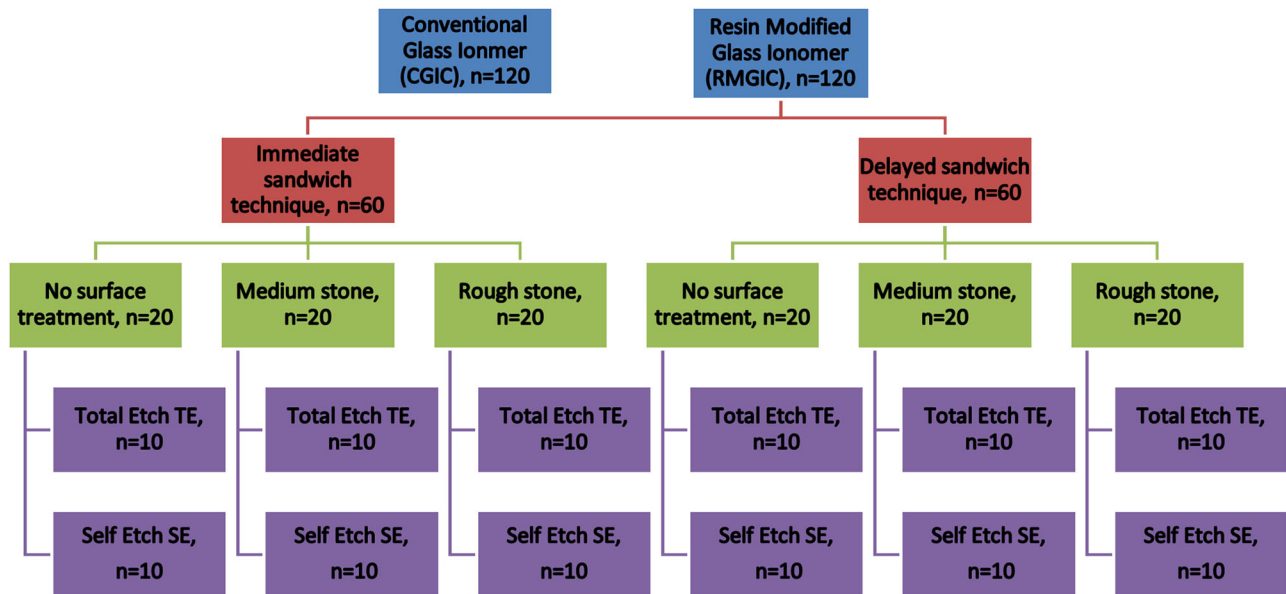 Conventional
Glass Ionmer
(CGIC), n=120
Resin Modified
Glass Ionomer
(RMGIC), n=120
Immediate
sandwich
technique, n=60
Delayed sandwich
technique, n=60
No surface
treatment, n=20
Medium stone,
n=20
Rough stone,
n=20
No surface
treatment, n=20
Medium stone,
n=20
Rough stone,
n=20
Total Etch TE,
n=10
Total Etch TE,
n=10
Total Etch TE,
n=10
Total Etch TE,
n=10
Total Etch TE,
n=10
Total Etch TE,
n=10
Self Etch SE,
n=10
Self Etch SE,
n=10
Self Etch SE,
n=10
Self Etch SE,
n=10
Self Etch SE,
n=10
Self Etch SE,
n=10